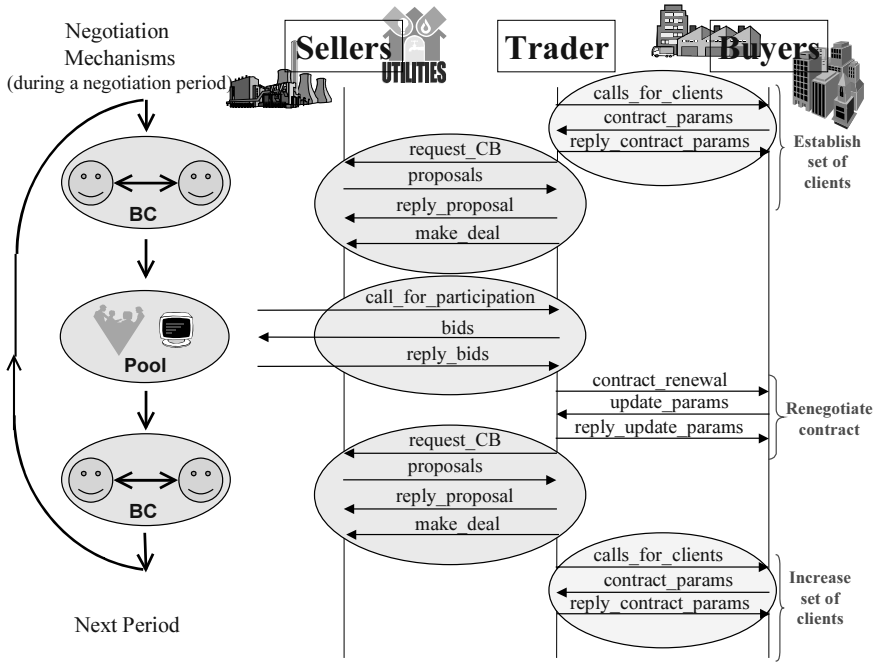 Negotiation
Mechanisms
(during a negotiation period)
BC
Pool
BC
Next Period
Sellers
UTILITIES
Trader
Buyers
calls_for_clients
contract_params
reply_contract_params
Establish
set of
clients
request_CB
proposals
reply_proposal
make_deal
call_for_participation
bids
reply_bids
contract_renewal
update_params
reply_update_params
Renegotiate
contract
request_CB
proposals
reply_proposal
make_deal
calls_for_clients
contract_params
reply_contract_params
Increase
set of
clients